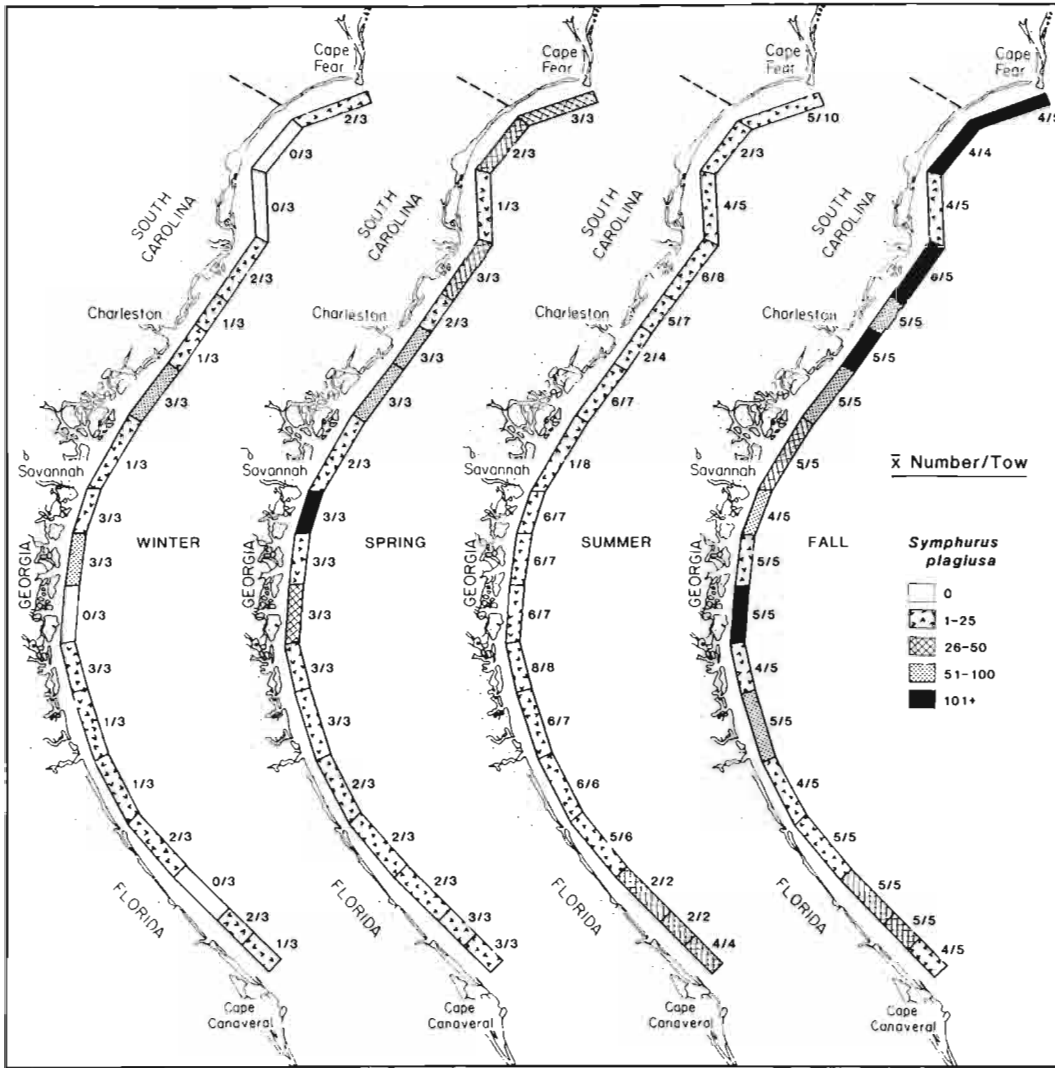 Cape
Fear
2/3
0/3
0/3
2/3
1/3
1/3
3/3
1/3
3/3
3/3
0/3
3/3
1/3
1/3
2/3
0/3
2/3
1/3
SOUTH
CAROLINA
Charleston
Savannah
GEORGIA
WINTER
FLORIDA
Cape
Canaveral
Cape
Fear
3/3
2/3
1/3
3/3
2/3
3/3
3/3
2/3
3/3
3/3
3/3
3/3
3/3
2/3
2/3
3/3
3/3
SOUTH
CAROLINA
Charleston
Savannah
GEORGIA
SPRING
FLORIDA
Cape
Canaveral
Cape
Fear
5/10
2/3
4/5
6/8
5/7
2/4
6/7
1/8
6/7
6/7
6/7
8/8
6/7
6/6
5/6
2/2
2/2
4/4
SOUTH
CAROLINA
Charleston
Savannah
GEORGIA
SUMMER
FLORIDA
Cape
Canaveral
Cape
Fear
4/5
4/4
4/5
6/5
5/5
5/5
5/5
5/5
4/5
5/5
5/5
4/5
5/5
4/5
5/5
5/5
5/5
4/5
SOUTH
CAROLINA
Charleston
Savannah
GEORGIA
FALL
FLORIDA
Cape
Canaveral
x̄ Number/Tow
Symphurus
plagiusa
0
1-25
26-50
51-100
101+